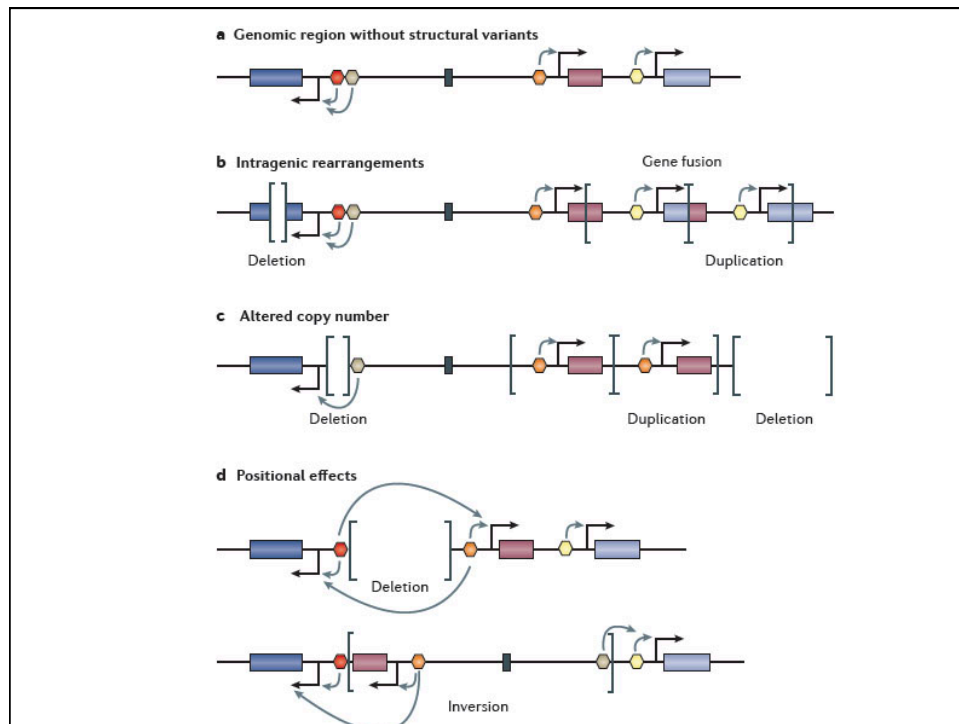 a Genomic region without structural variants
b Intragenic rearrangements
Gene fusion
Deletion
Duplication
c Altered copy number
Deletion
Duplication
Deletion
d Positional effects
Deletion
Inversion